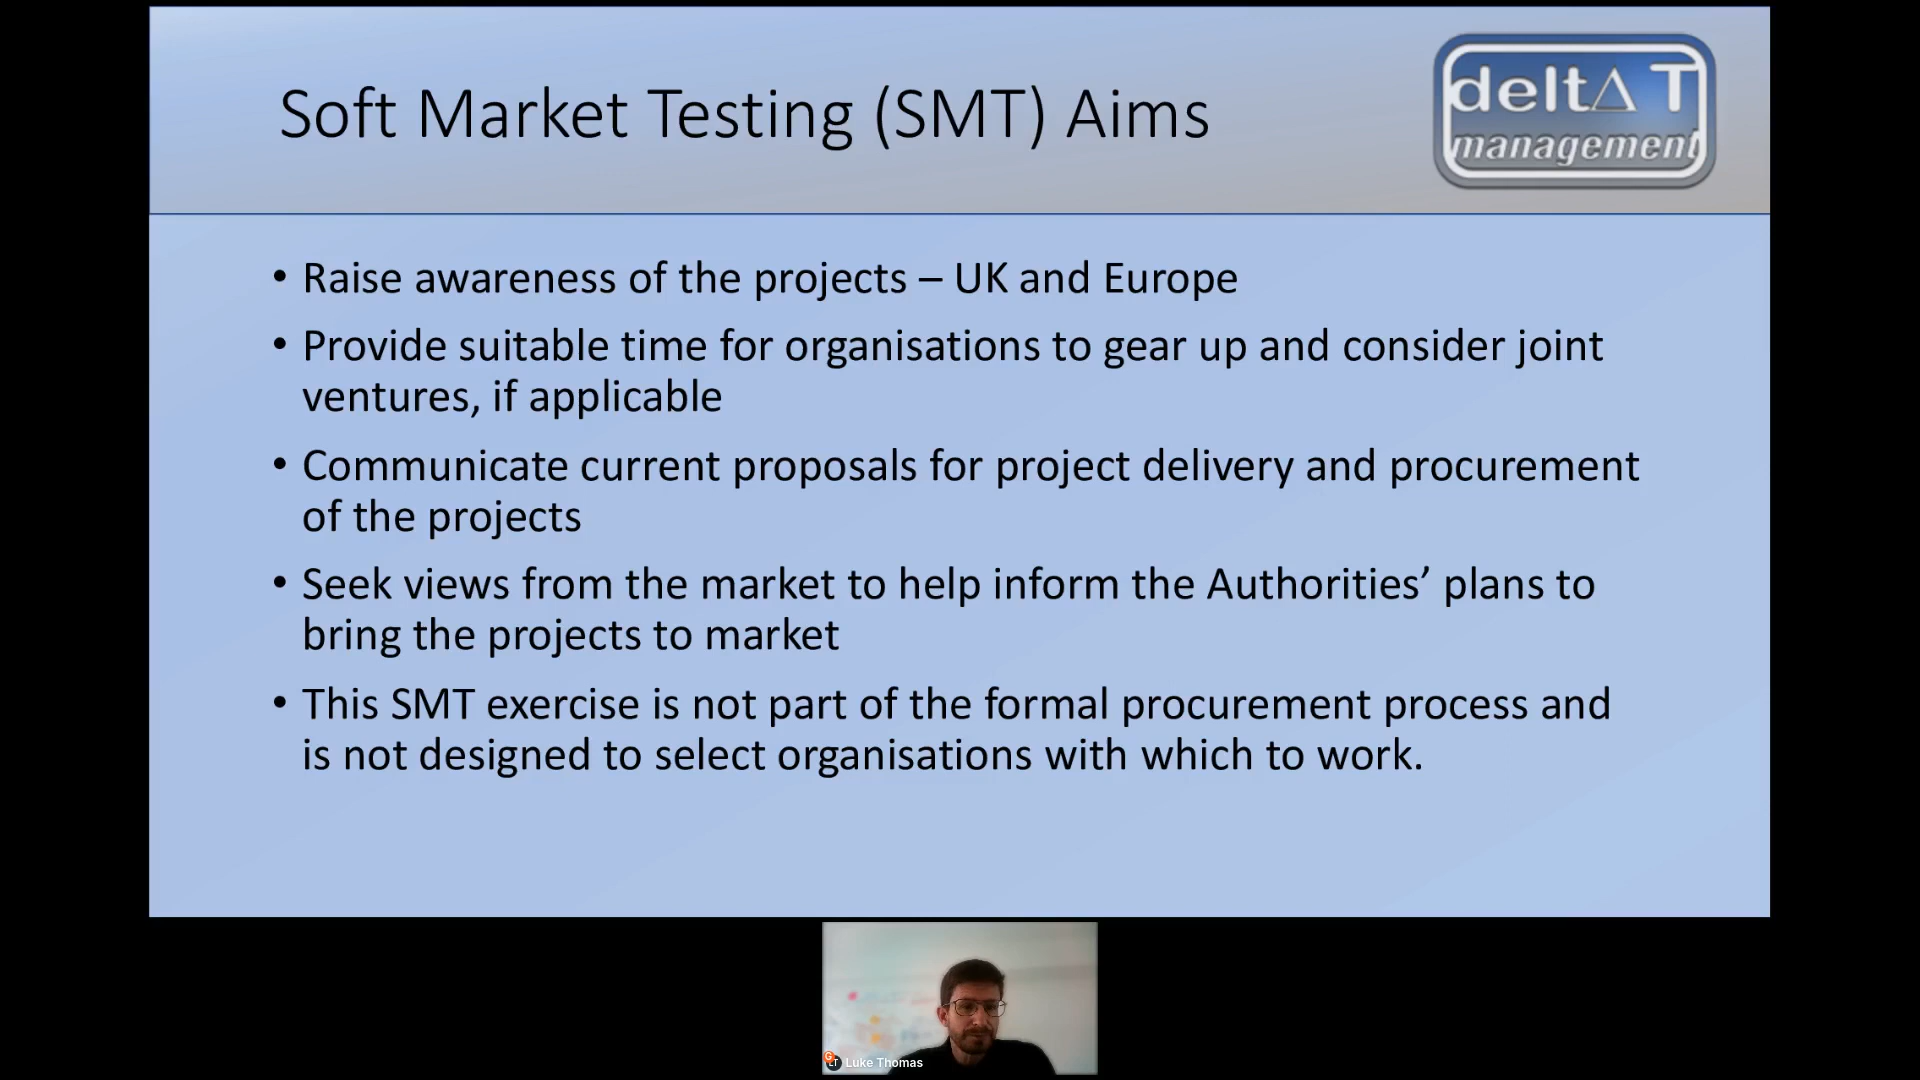 Soft Market Testing (SMT) Aims
deltΔ T
management
• Raise awareness of the projects – UK and Europe
• Provide suitable time for organisations to gear up and consider joint
ventures, if applicable
• Communicate current proposals for project delivery and procurement
of the projects
• Seek views from the market to help inform the Authorities’ plans to
bring the projects to market
• This SMT exercise is not part of the formal procurement process and
is not designed to select organisations with which to work.
G
LT
Luke Thomas